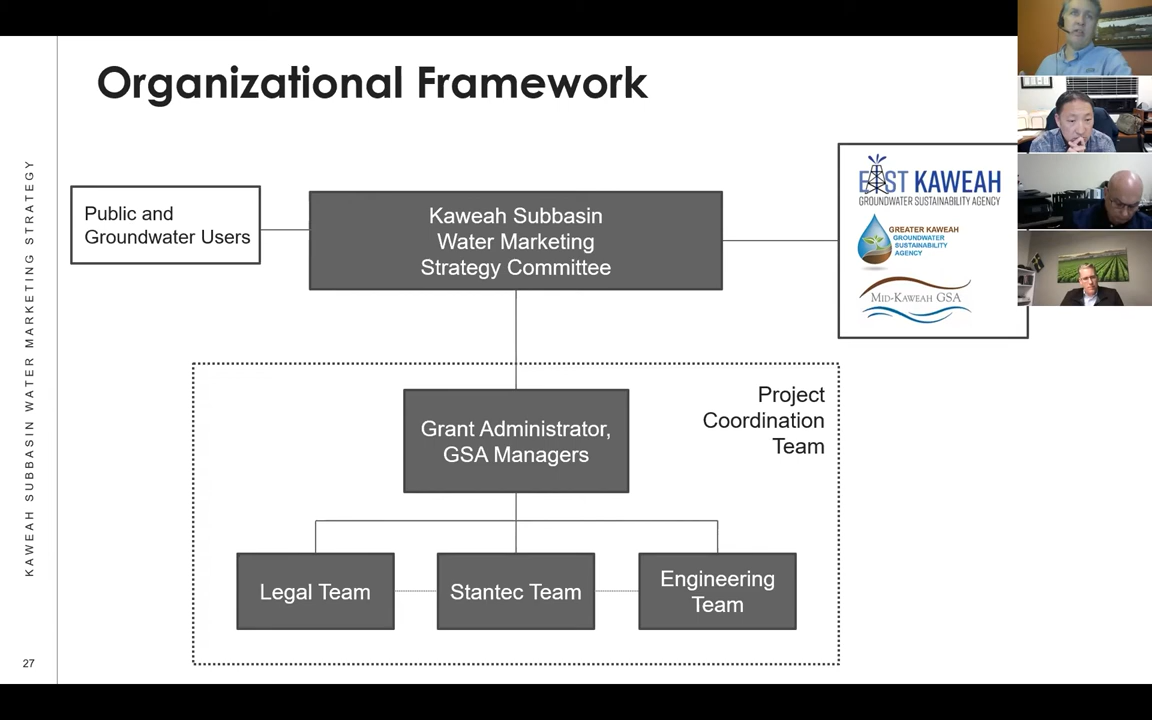 Organizational Framework
KAWEAH SUBBASIN WATER MARKETING STRATEGY
Public and
Groundwater Users
Kaweah Subbasin
Water Marketing
Strategy Committee
EAST KAWEAH
GROUNDWATER SUSTAINABILITY AGENCY
GREATER KAWEAH
GROUNDWATER
SUSTAINABILITY
AGENCY
MID-KAWEAH GSA
Project
Coordination
Team
Grant Administrator,
GSA Managers
Legal Team
Stantec Team
Engineering
Team
27